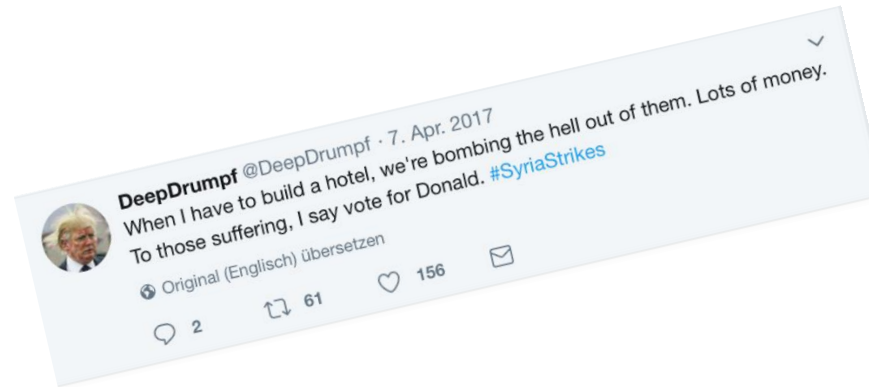 DeepDrumpf @DeepDrumpf · 7. Apr. 2017
When I have to build a hotel, we're bombing the hell out of them. Lots of money.
To those suffering, I say vote for Donald. #SyriaStrikes
Original (Englisch) übersetzen
2 61 156